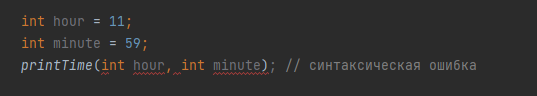 int hour = 11;
int minute = 59;
printTime(int hour, int minute); // синтаксическая ошибка